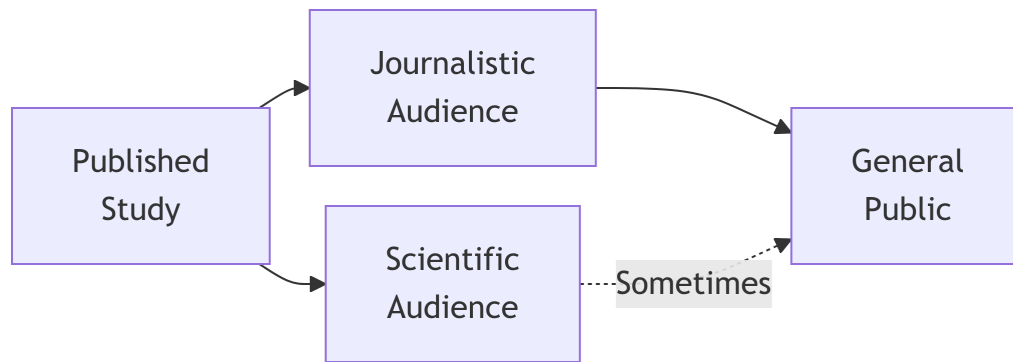 Journalistic
Audience
Published
Study
General
Public
Scientific
Audience
Sometimes